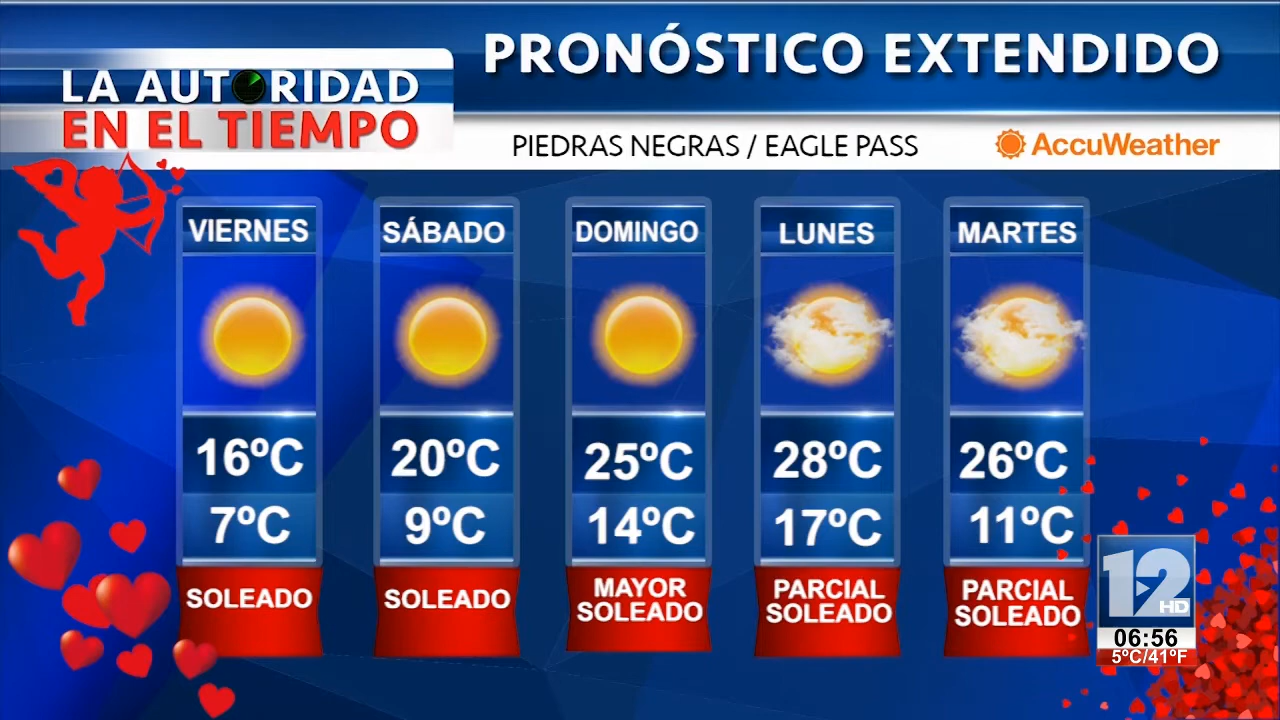 LA AUTORIDAD
EN EL TIEMPO
PRONÓSTICO EXTENDIDO
PIEDRAS NEGRAS / EAGLE PASS
AccuWeather
VIERNES
16ºC
7ºC
SOLEADO
SÁBADO
20ºC
9ºC
SOLEADO
DOMINGO
25ºC
14ºC
MAYOR
SOLEADO
LUNES
28ºC
17ºC
PARCIAL
SOLEADO
MARTES
26ºC
11ºC
PARCIAL
SOLEADO
12
HD
06:56
5ºC/41ºF